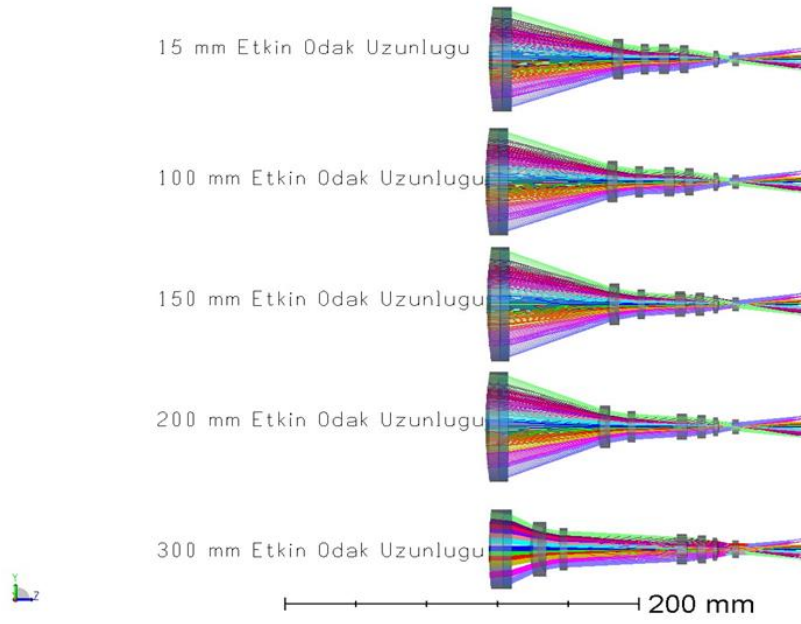 15 mm Etkin Odak Uzunlugu
100 mm Etkin Odak Uzunlugu
150 mm Etkin Odak Uzunlugu
200 mm Etkin Odak Uzunlugu
300 mm Etkin Odak Uzunlugu
Y
Z
200 mm